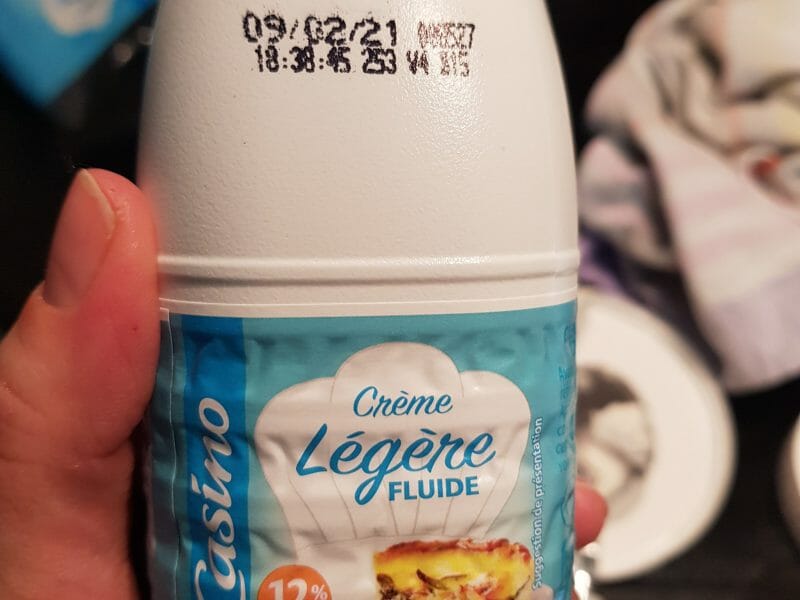 09/02/21
18:38:45 253 V4
Casino
Crème
Légère
FLUIDE
12%
Suggestion de présentation